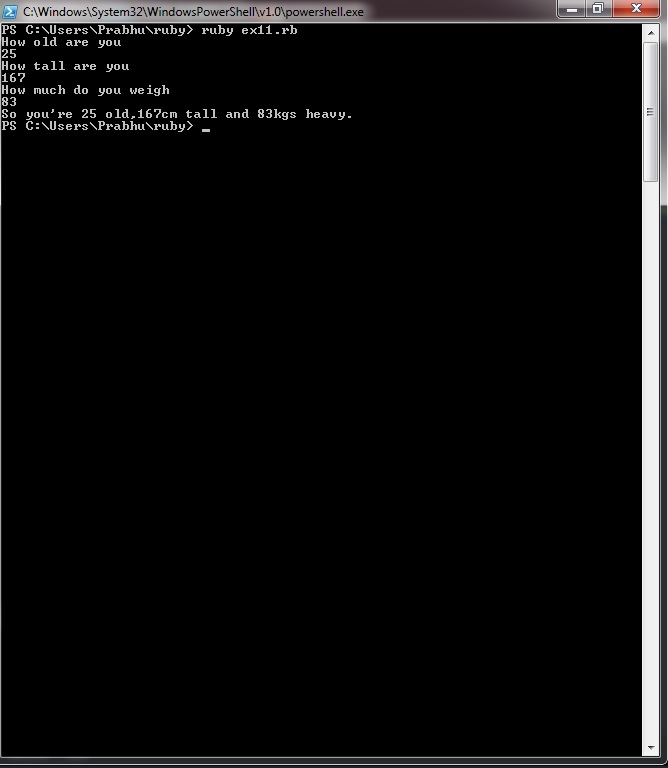 C:\Windows\System32\WindowsPowerShell\v1.0\powershell.exe
PS C:\Users\Prabhu\ruby> ruby ex11.rb
How old are you
25
How tall are you
167
How much do you weigh
83
So you're 25 old,167cm tall and 83kgs heavy.
PS C:\Users\Prabhu\ruby> _